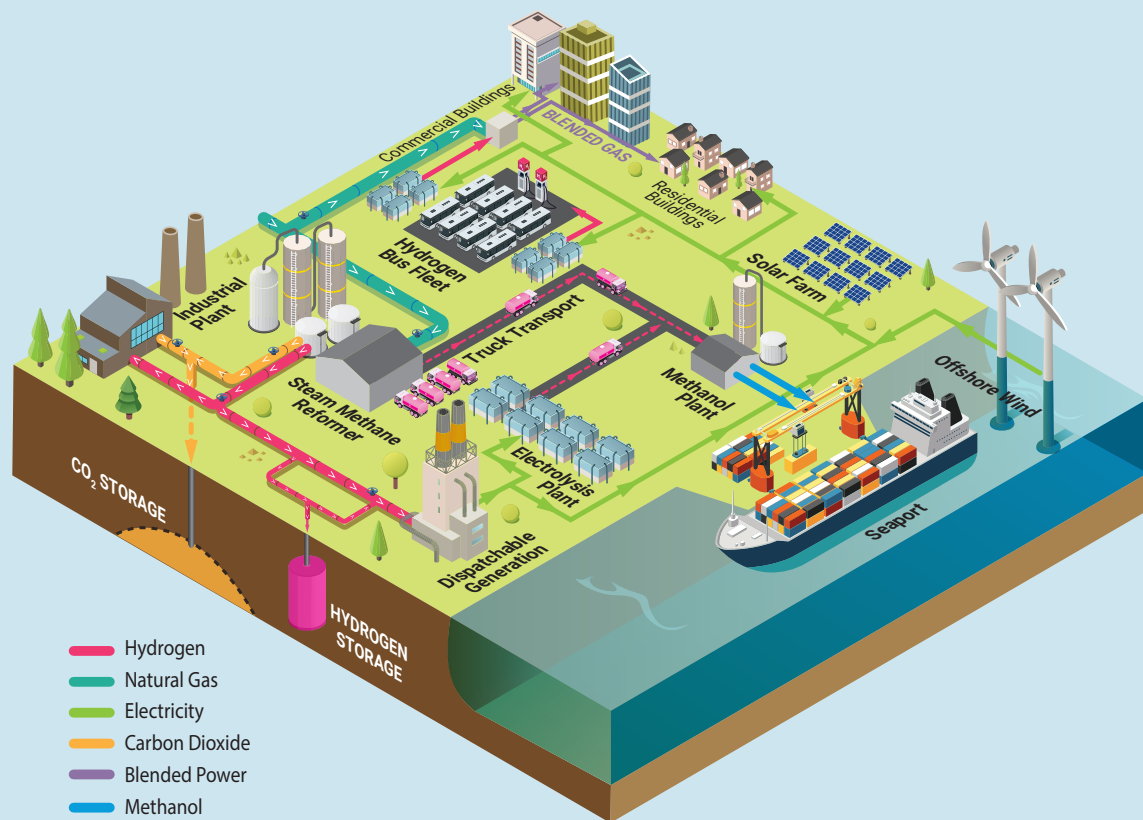 Commercial Buildings
BLENDED GAS
Residential
Buildings
Hydrogen
Bus Fleet
Solar Farm
Industrial
Plant
Truck Transport
Offshore Wind
Steam Methane
Reformer
Methanol
Plant
Electrolysis
Plant
Seaport
CO₂ STORAGE
Dispatchable
Generation
HYDROGEN
STORAGE
Hydrogen
Natural Gas
Electricity
Carbon Dioxide
Blended Power
Methanol